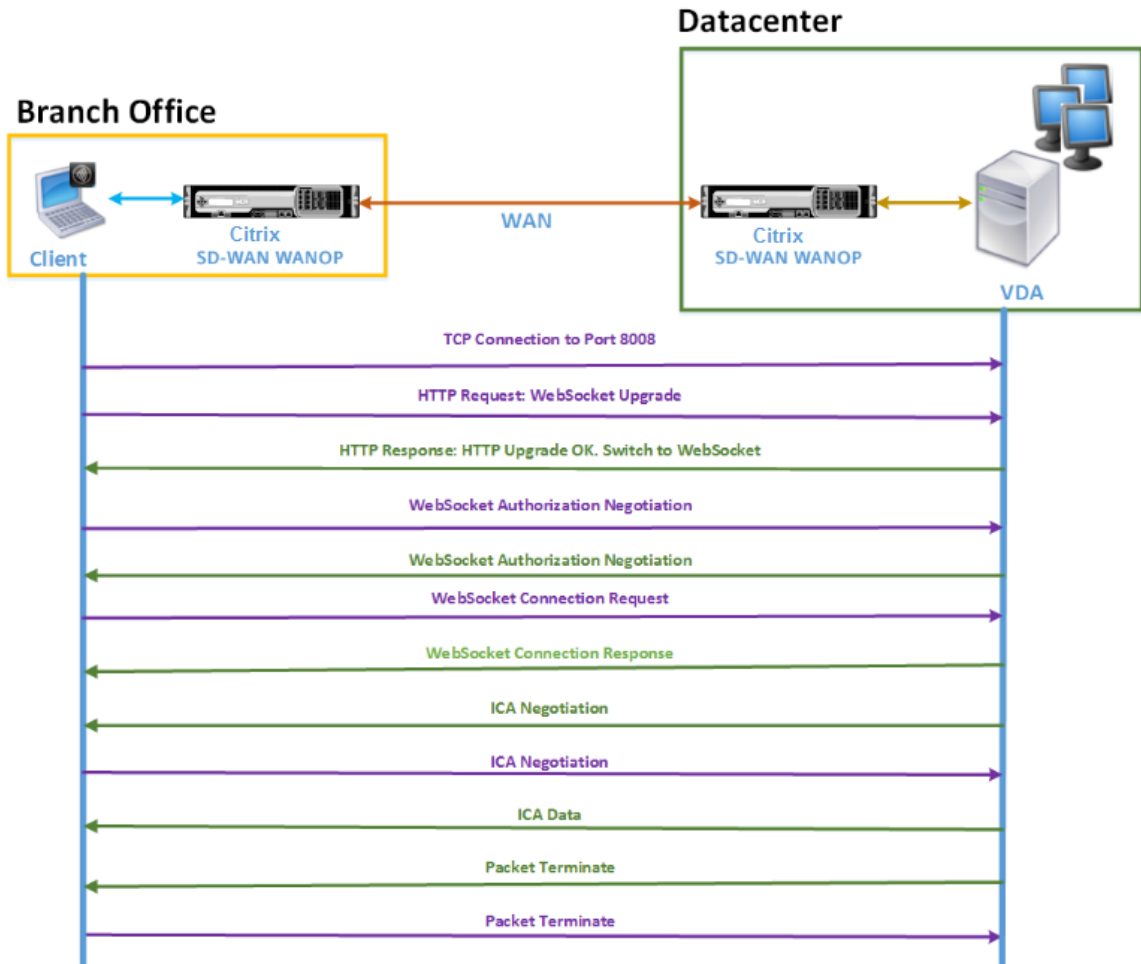 Datacenter
Branch Office
Client
Citrix
SD-WAN WANOP
WAN
Citrix
SD-WAN WANOP
VDA
TCP Connection to Port 8008
HTTP Request: WebSocket Upgrade
HTTP Response: HTTP Upgrade OK. Switch to WebSocket
WebSocket Authorization Negotiation
WebSocket Authorization Negotiation
WebSocket Connection Request
WebSocket Connection Response
ICA Negotiation
ICA Negotiation
ICA Data
Packet Terminate
Packet Terminate